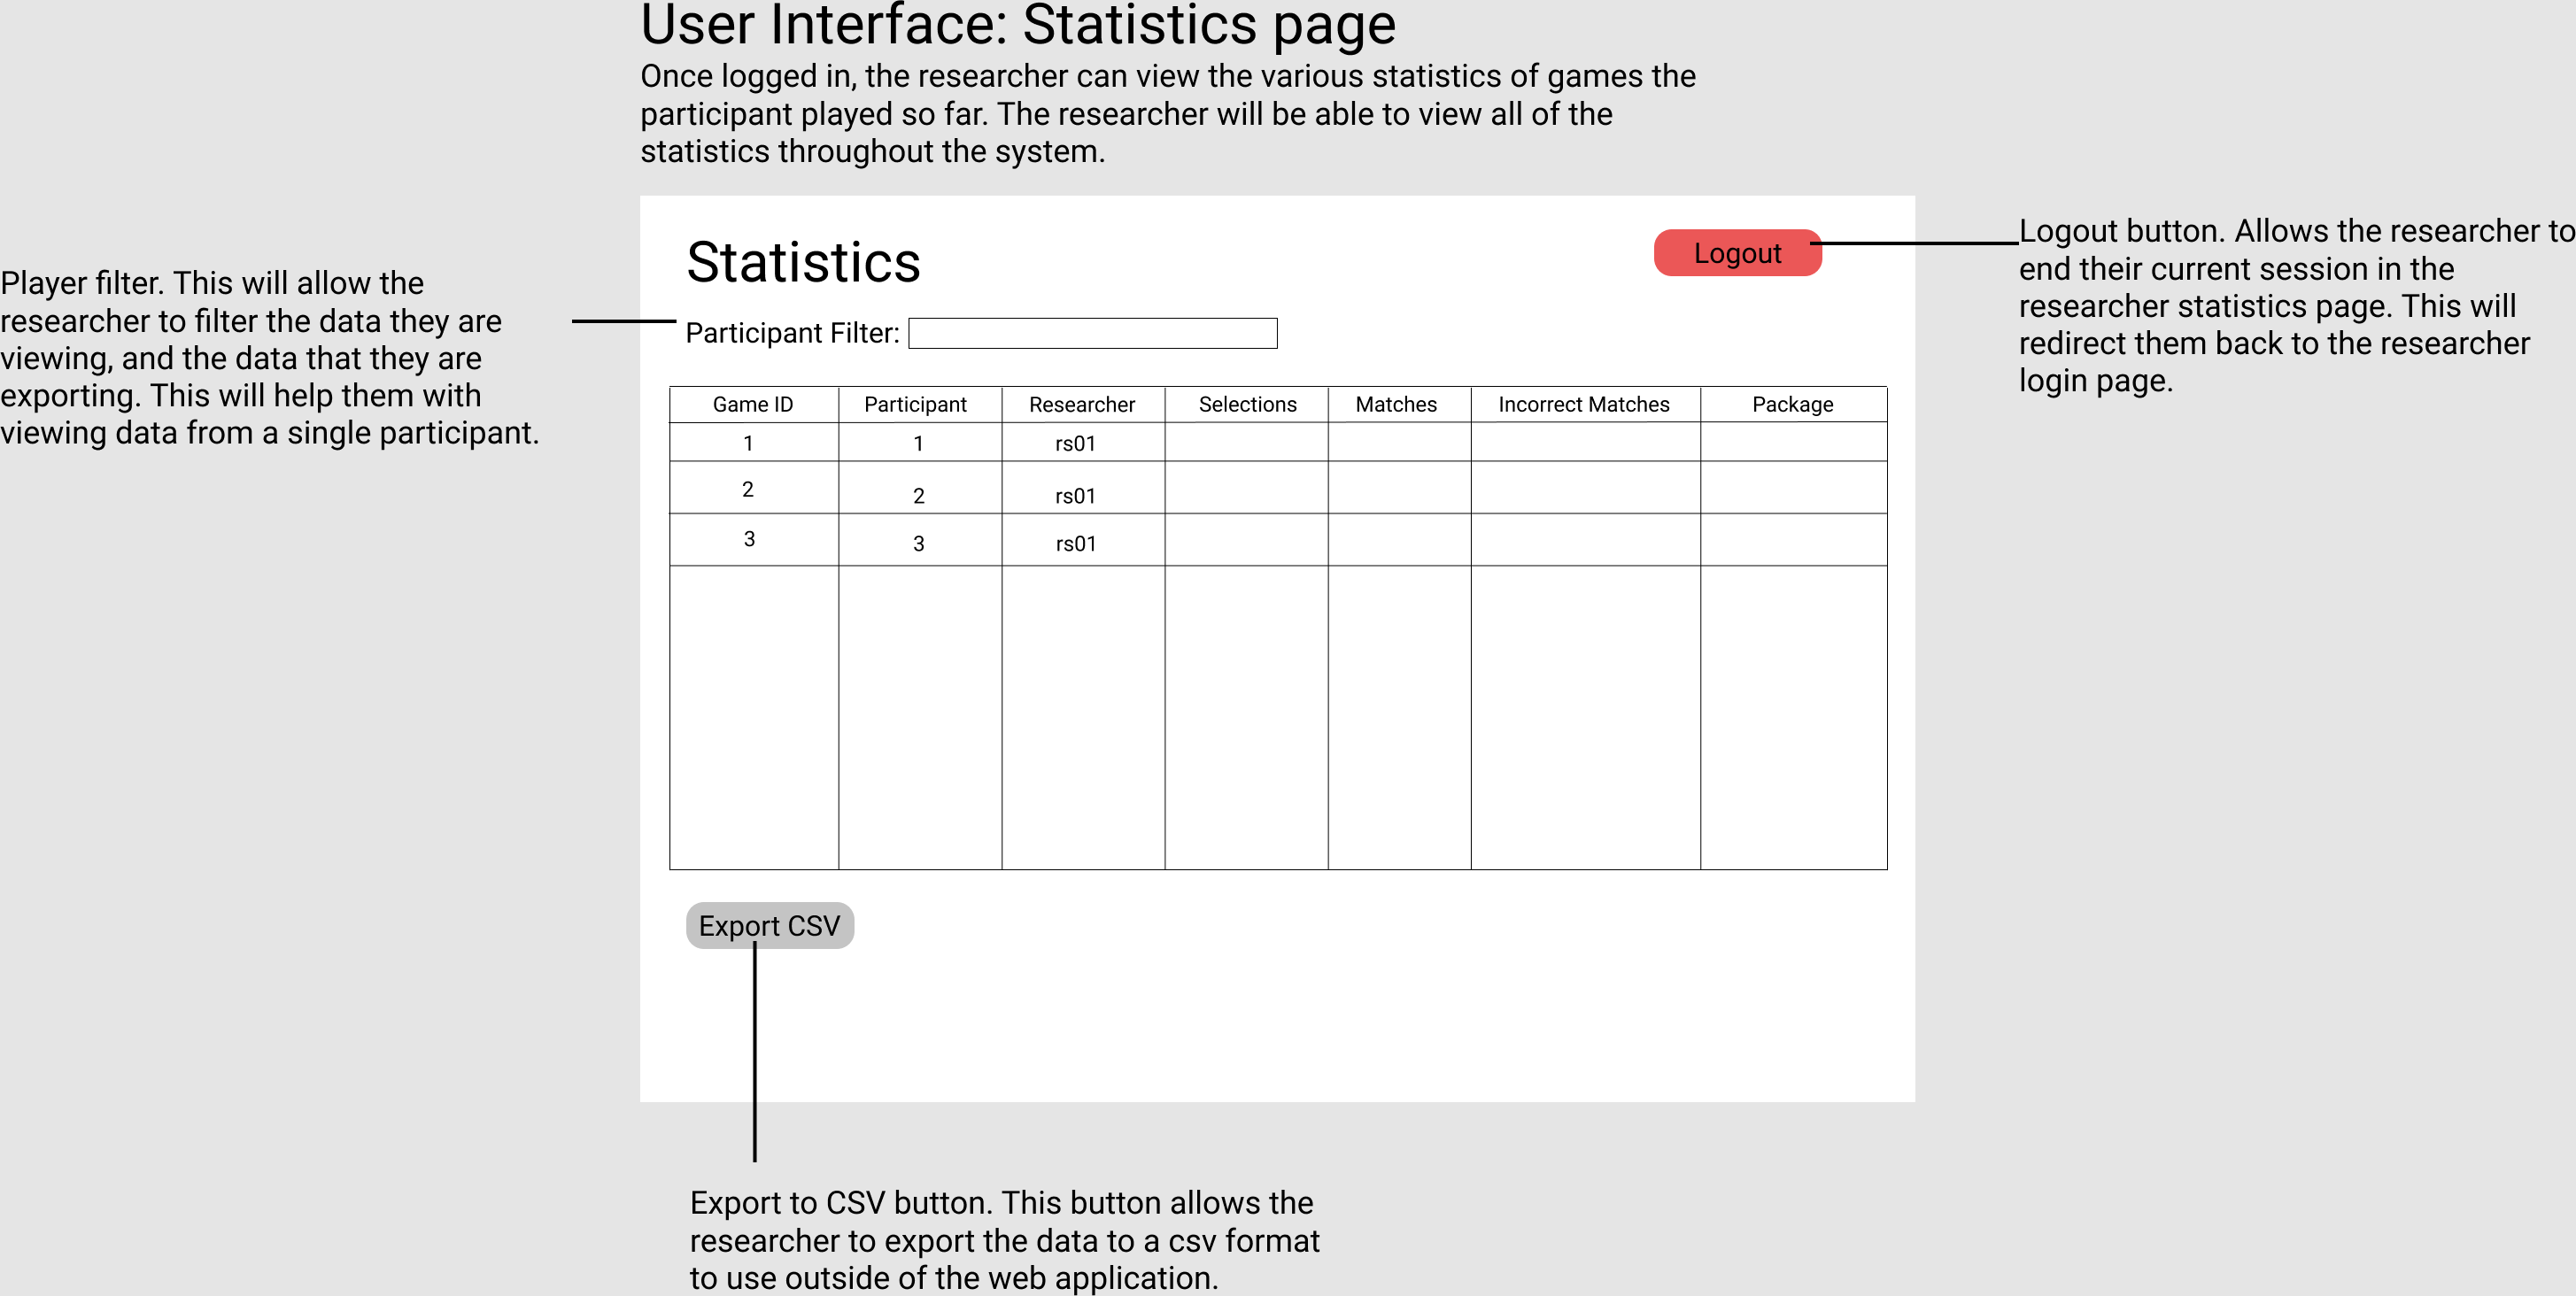 User Interface: Statistics page
Once logged in, the researcher can view the various statistics of games the
participant played so far. The researcher will be able to view all of the
statistics throughout the system.
Player filter. This will allow the
researcher to filter the data they are
viewing, and the data that they are
exporting. This will help them with
viewing data from a single participant.
Statistics
Logout
Logout button. Allows the researcher to
end their current session in the
researcher statistics page. This will
redirect them back to the researcher
login page.
Participant Filter:
Game ID Participant Researcher Selections Matches Incorrect Matches Package
1 1 rs01
2 2 rs01
3 3 rs01
Export CSV
Export to CSV button. This button allows the
researcher to export the data to a csv format
to use outside of the web application.